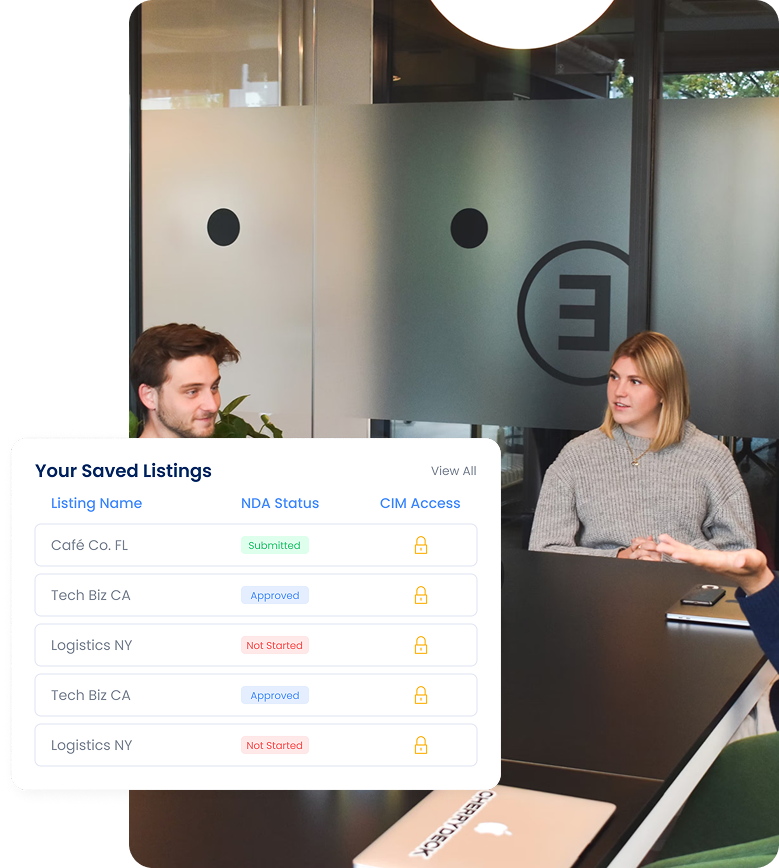 E
Your Saved Listings View All
Listing Name NDA Status CIM Access
Café Co. FL Submitted
Tech Biz CA Approved
Logistics NY Not Started
Tech Biz CA Approved
Logistics NY Not Started
CHERRYDECK